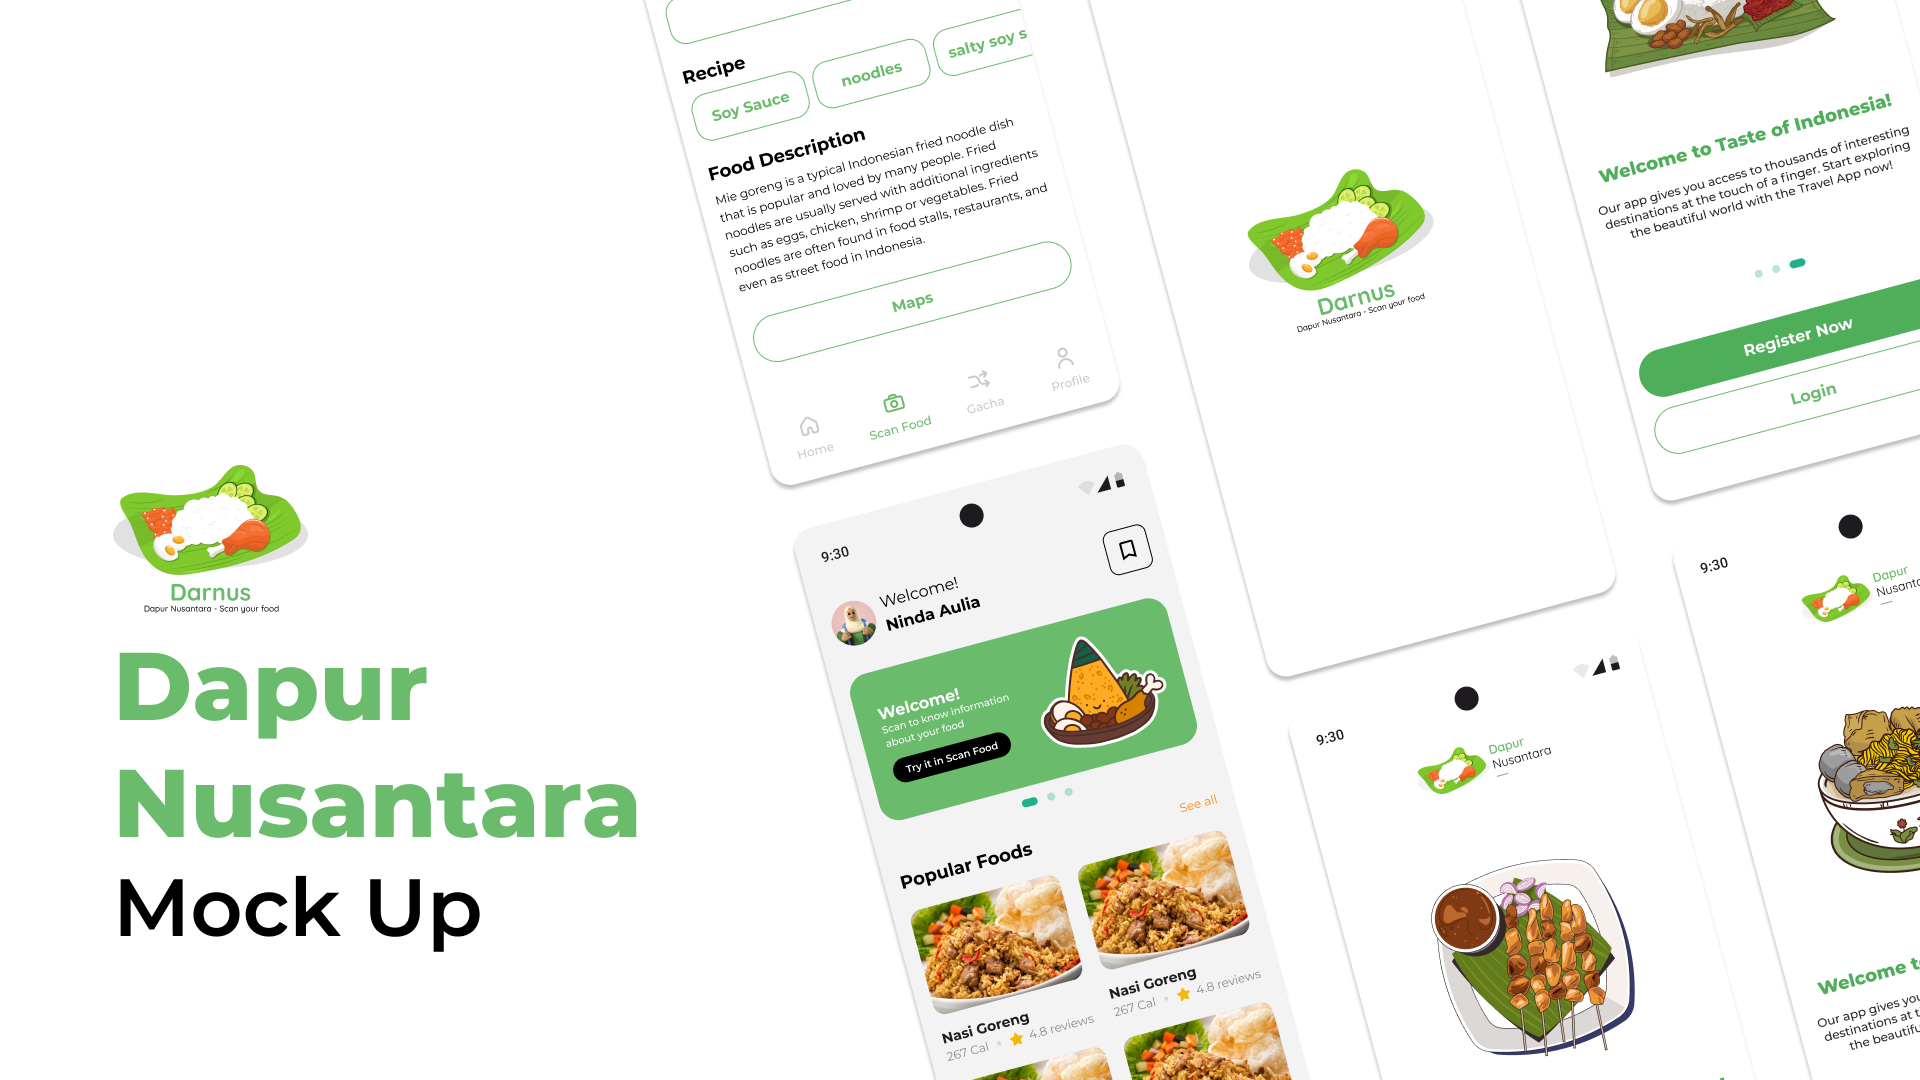 Darnus
Dapur Nusantara - Scan your food
Dapur
Nusantara
Mock Up
Recipe
Soy Sauce
noodles
salty soy s
Food Description
Mie goreng is a typical Indonesian fried noodle dish
that is popular and loved by many people. Fried
noodles are usually served with additional ingredients
such as eggs, chicken, shrimp or vegetables. Fried
noodles are often found in food stalls, restaurants, and
even as street food in Indonesia.
Maps
Home
Scan Food
Gacha
Profile
9:30
Welcome!
Ninda Aulia
Welcome!
Scan to know information
about your food
Try it in Scan Food
See all
Popular Foods
Nasi Goreng
267 Cal
4.8 reviews
Nasi Goreng
267 Cal
4.8 reviews
Darnus
Dapur Nusantara - Scan your food
9:30
Dapur
Nusantara
Welcome to Taste of Indonesia!
Our app gives you access to thousands of interesting
destinations at the touch of a finger. Start exploring
the beautiful world with the Travel App now!
Register Now
Login
9:30
Dapur
Nusanta
Welcome t
Our app gives you
destinations at t
the beautifu